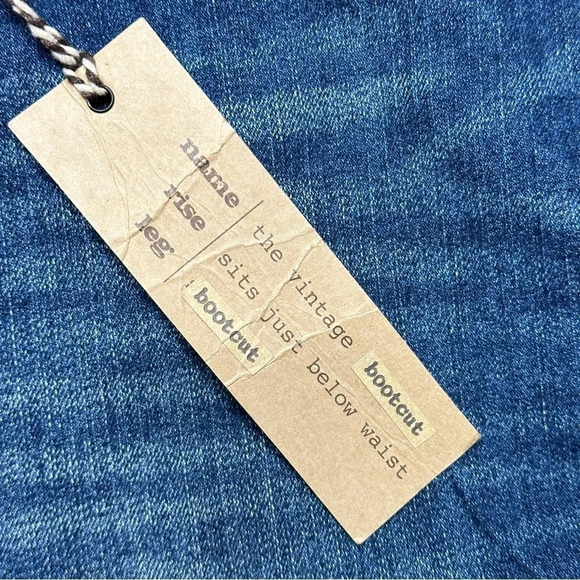 name | the vintage bootcut
rise | sits just below waist
leg | bootcut